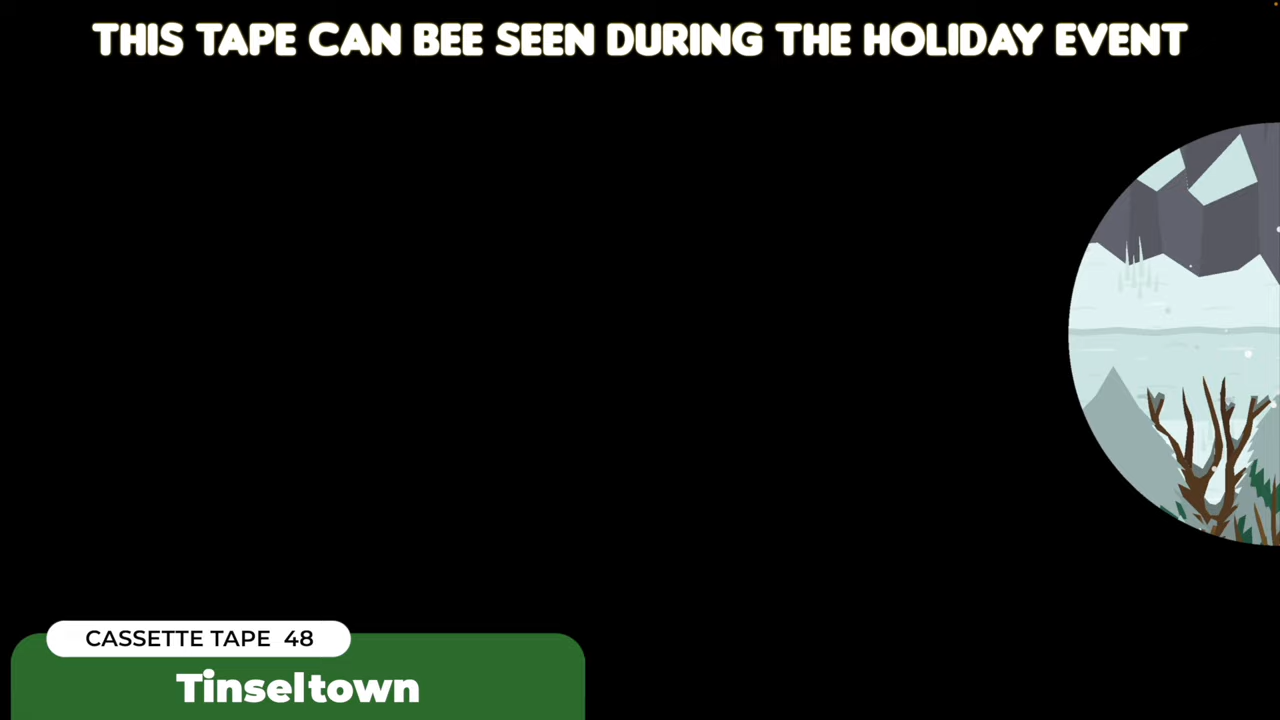 THIS TAPE CAN BEE SEEN DURING THE HOLIDAY EVENT
CASSETTE TAPE 48
Tinseltown